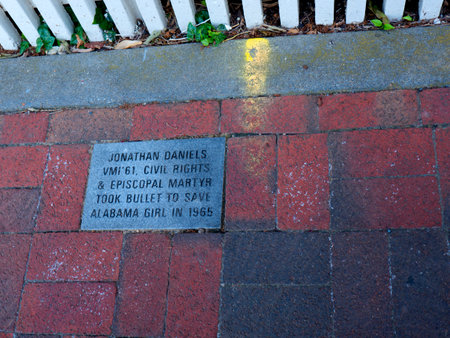 JONATHAN DANIELS
VMI'61, CIVIL RIGHTS
& EPISCOPAL MARTYR
TOOK BULLET TO SAVE
ALABAMA GIRL IN 1965